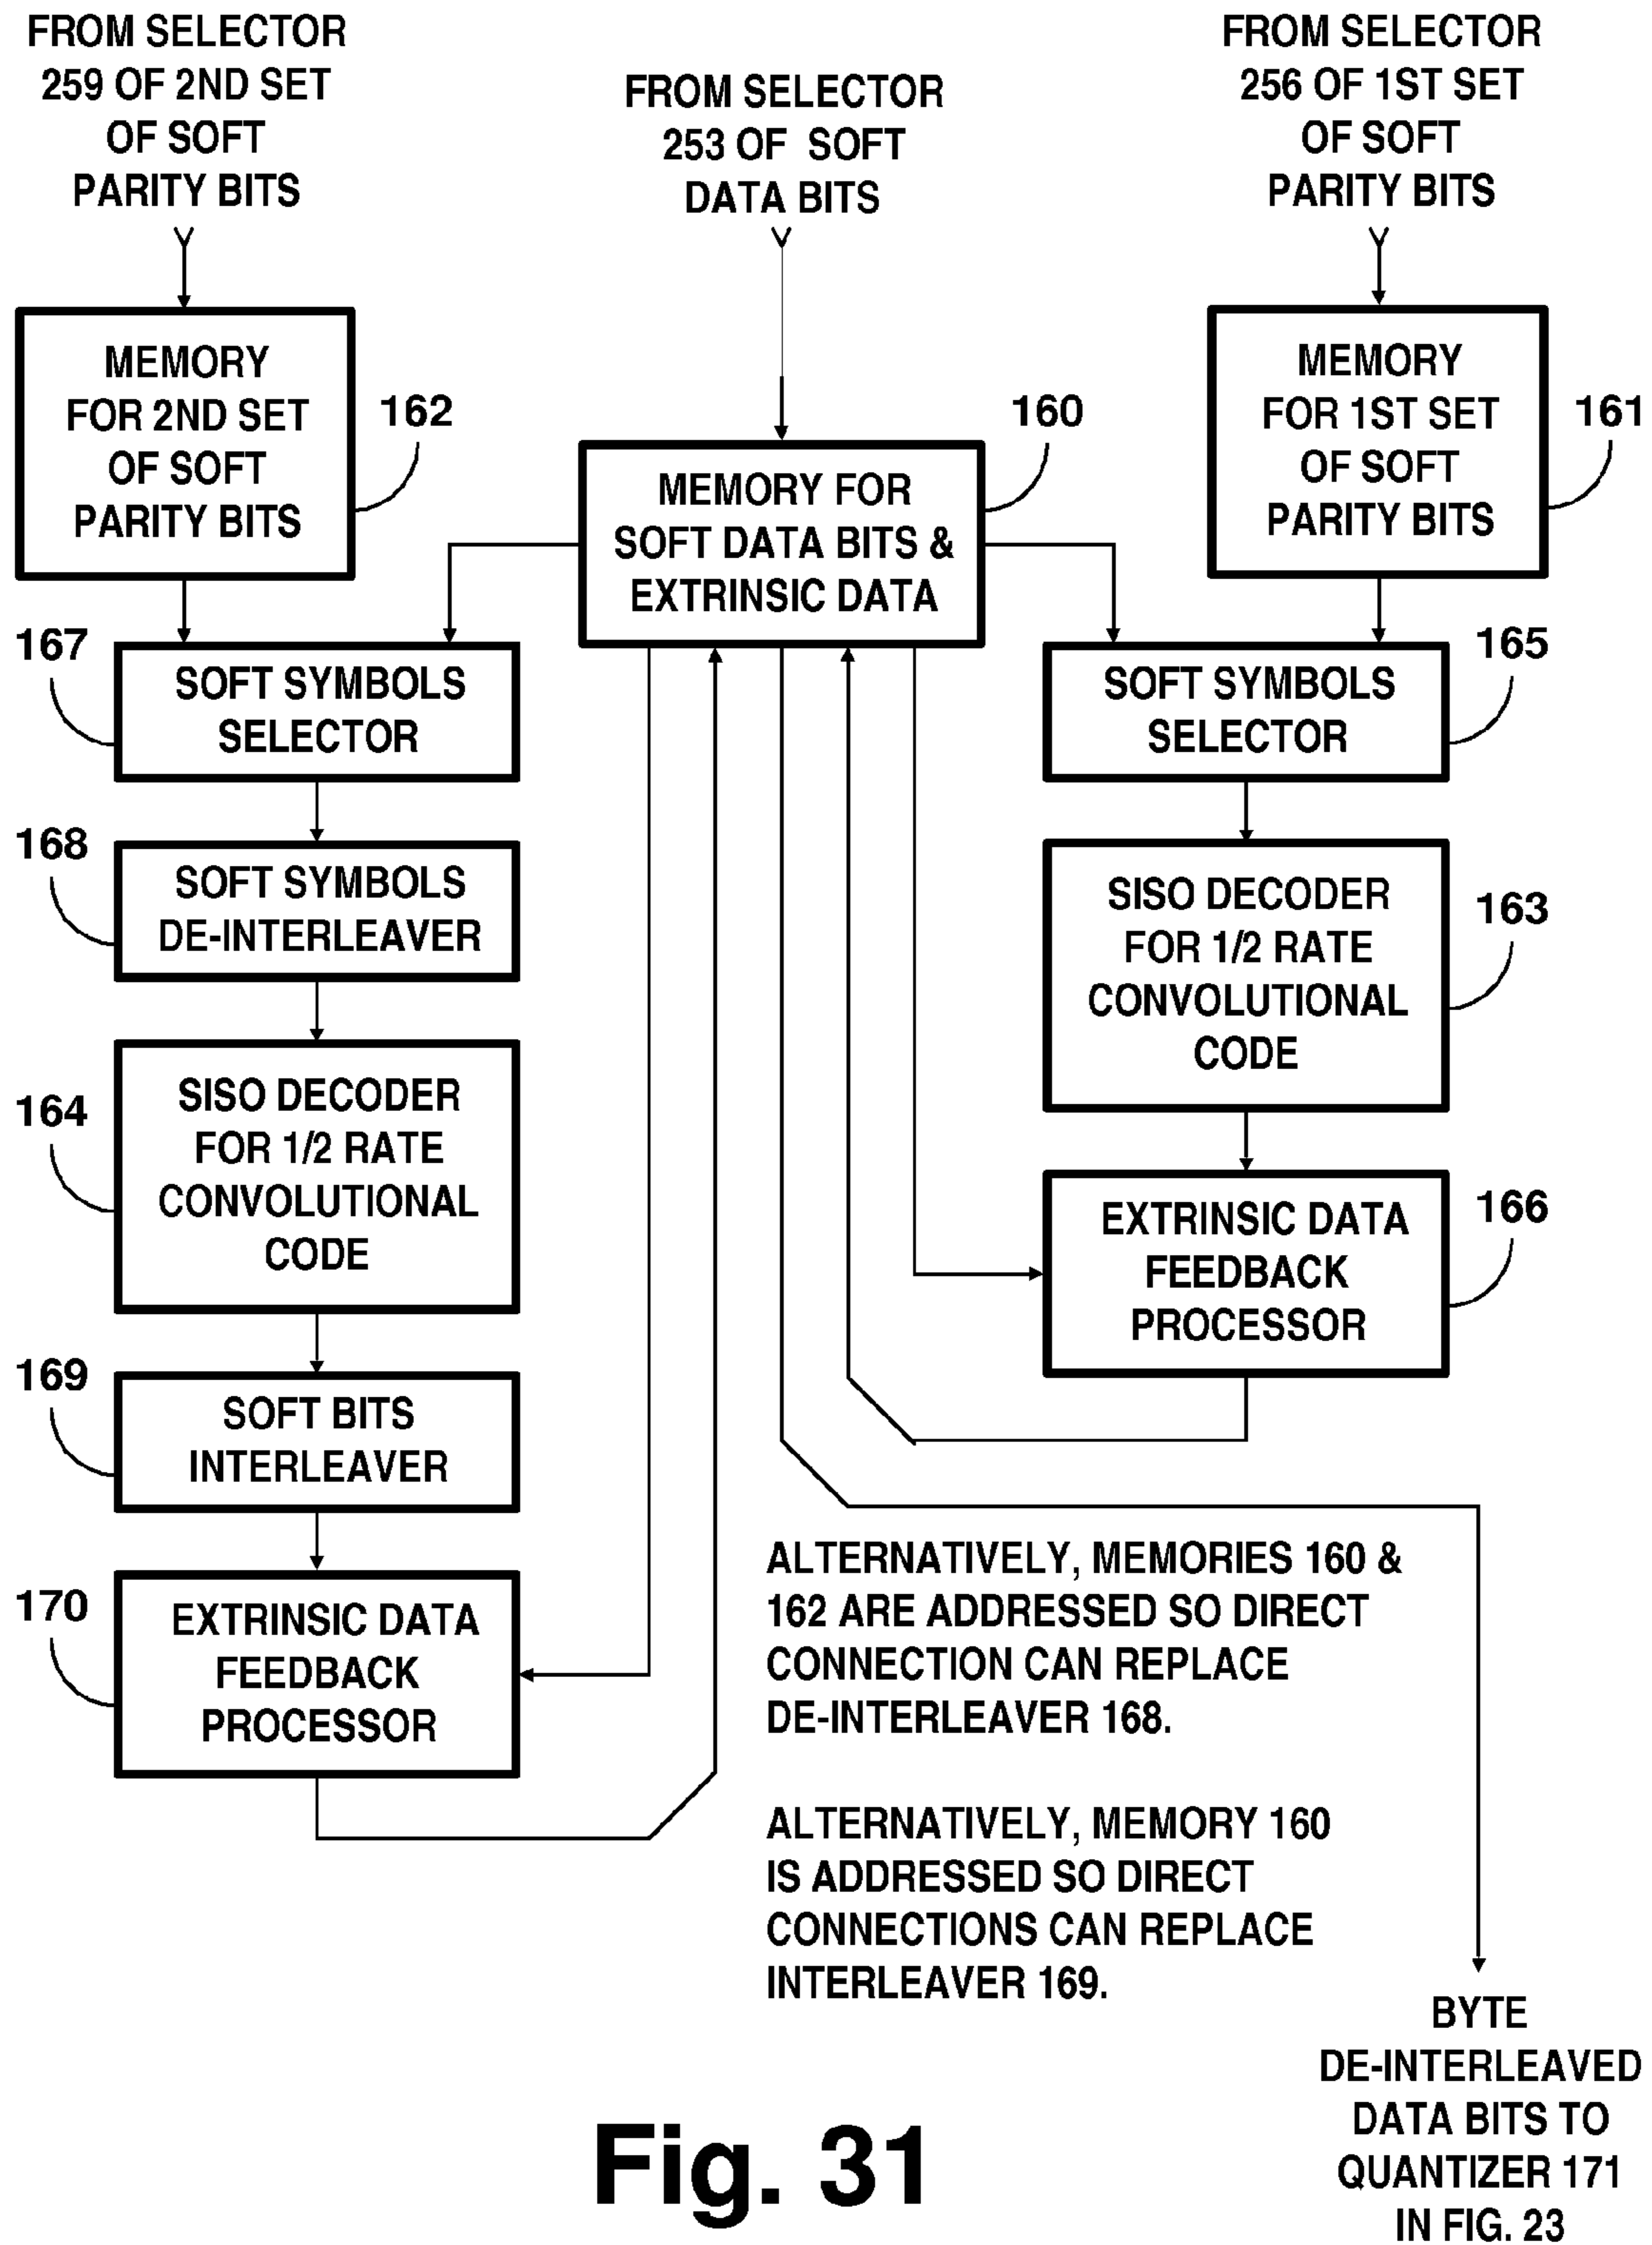 FROM SELECTOR
259 OF 2ND SET
OF SOFT
PARITY BITS
FROM SELECTOR
253 OF SOFT
DATA BITS
FROM SELECTOR
256 OF 1ST SET
OF SOFT
PARITY BITS
MEMORY
FOR 2ND SET
OF SOFT
PARITY BITS
162
MEMORY FOR
SOFT DATA BITS &
EXTRINSIC DATA
160
MEMORY
FOR 1ST SET
OF SOFT
PARITY BITS
161
167
SOFT SYMBOLS
SELECTOR
SOFT SYMBOLS
SELECTOR
165
168
SOFT SYMBOLS
DE-INTERLEAVER
SISO DECODER
FOR 1/2 RATE
CONVOLUTIONAL
CODE
163
164
SISO DECODER
FOR 1/2 RATE
CONVOLUTIONAL
CODE
EXTRINSIC DATA
FEEDBACK
PROCESSOR
166
169
SOFT BITS
INTERLEAVER
170
EXTRINSIC DATA
FEEDBACK
PROCESSOR
ALTERNATIVELY, MEMORIES 160 &
162 ARE ADDRESSED SO DIRECT
CONNECTION CAN REPLACE
DE-INTERLEAVER 168.
ALTERNATIVELY, MEMORY 160
IS ADDRESSED SO DIRECT
CONNECTIONS CAN REPLACE
INTERLEAVER 169.
BYTE
DE-INTERLEAVED
DATA BITS TO
QUANTIZER 171
IN FIG. 23
Fig. 31